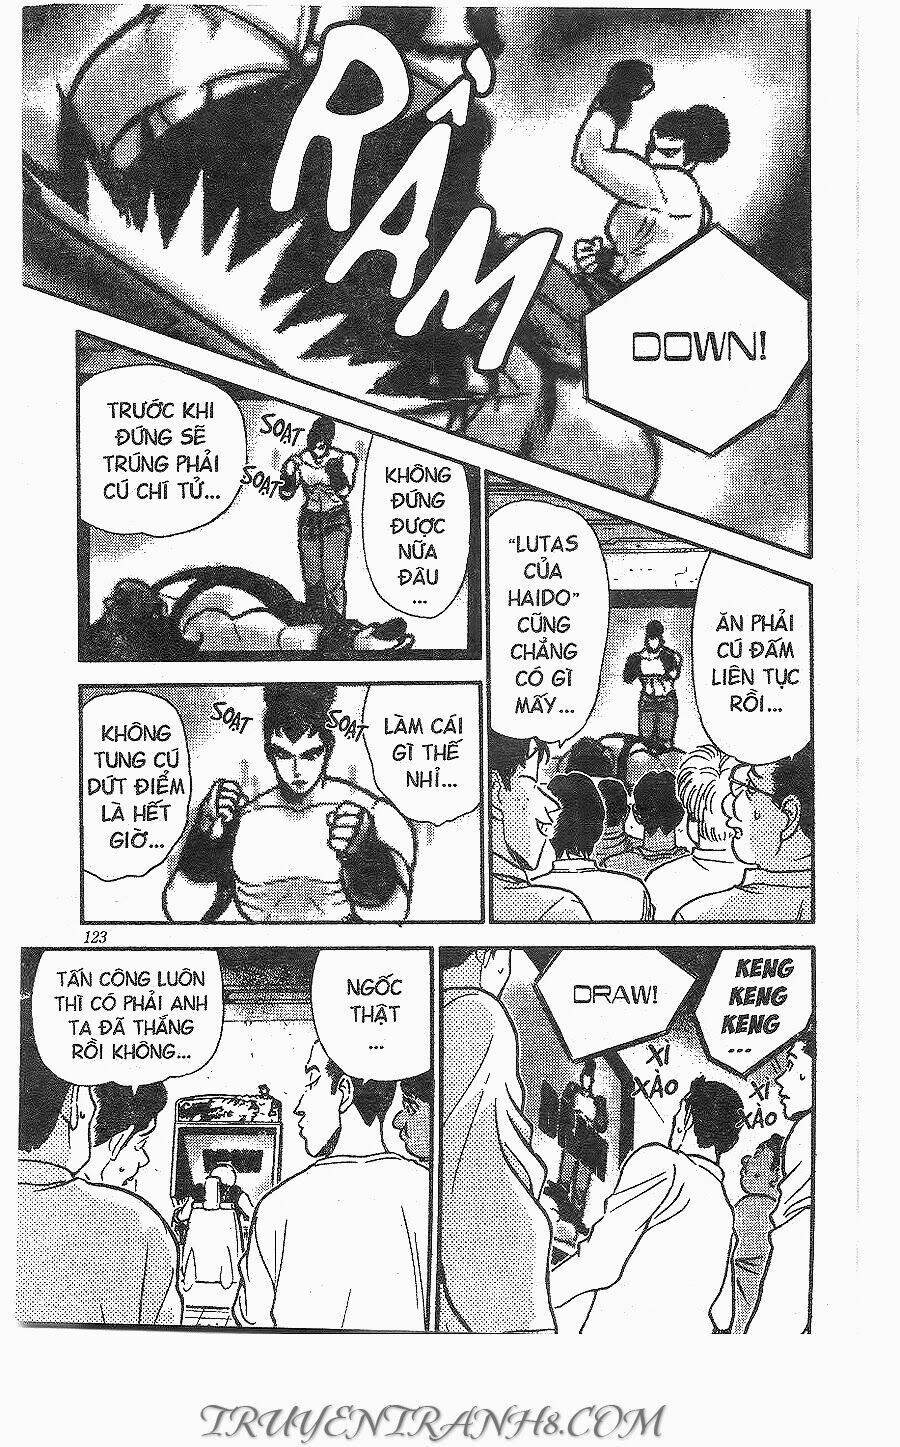 RẦM
DOWN!
TRƯỚC KHI
ĐỨNG SẼ
TRÚNG PHẢI
CÚ CHÍ TỬ...
SOẠT
SOẠT
KHÔNG
ĐỨNG
ĐƯỢC
NỮA
ĐÂU
...
"LUTAS
CỦA
HAIDO"
CŨNG
CHẲNG
CÓ GÌ
MẤY...
ĂN PHẢI
CÚ ĐẤM
LIÊN TỤC
RỒI...
KHÔNG
TUNG CÚ
DỨT ĐIỂM
LÀ HẾT
GIỜ...
SOẠT
SOẠT
LÀM CÁI
GÌ THẾ
NHỈ...
123
TẤN CÔNG LUÔN
THÌ CÓ PHẢI ANH
TA ĐÃ THẮNG
RỒI KHÔNG...
NGỐC
THẬT
...
DRAW!
KENG
KENG
KENG
...
XÌ
XÀO
XÌ
XÀO
TRUYENTRANH8.COM